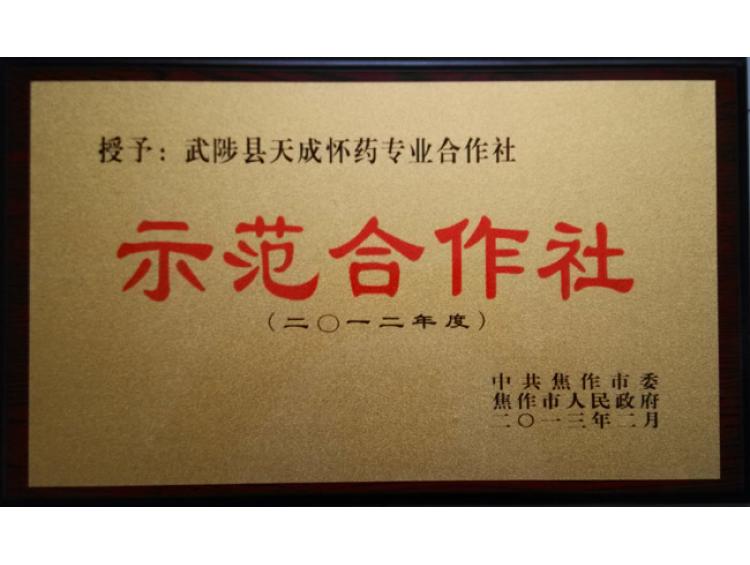 授予：武陟县天成怀药专业合作社
示范合作社
（二〇一二年度）
中共焦作市委
焦作市人民政府
二〇一三年二月